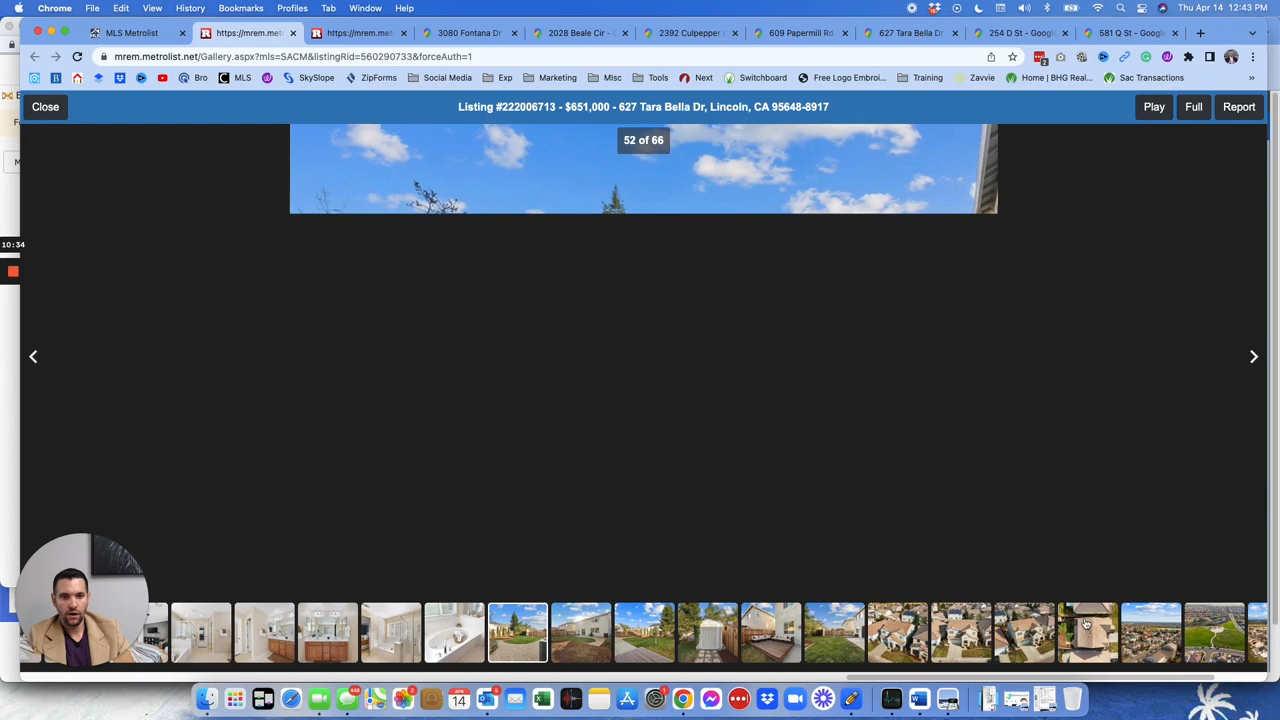 Chrome File Edit View History Bookmarks Profiles Tab Window Help Thu Apr 14 12:43 PM
MLS Metrolist https://mrem.met https://mrem.met 3080 Fontana Dr 2028 Beale Cir - 2392 Culpepper 609 Papermill Rd 627 Tara Bella Dr 254 D St - Google 581 Q St - Google
mrem.metrolist.net/Gallery.aspx?mls=SACM&listingRid=560290733&forceAuth=1
Bro MLS SkySlope ZipForms Social Media Exp Marketing MIsc Tools Next Switchboard Free Logo Embroi... Training Zavvie Home | BHG Real... Sac Transactions »
Close Listing #222006713 - $651,000 - 627 Tara Bella Dr, Lincoln, CA 95648-8917 Play Full Report
52 of 66
10:34